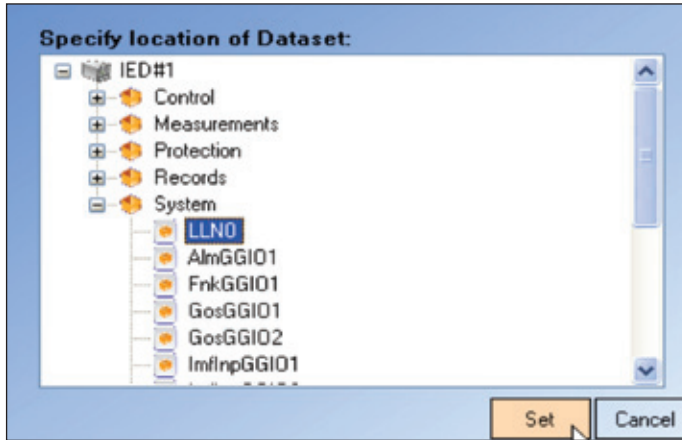 Specify location of Dataset:
IED#1
Control
Measurements
Protection
Records
System
LLN0
AlmGGIO1
FnkGGIO1
GosGGIO1
GosGGIO2
ImfInpGGIO1
Set
Cancel